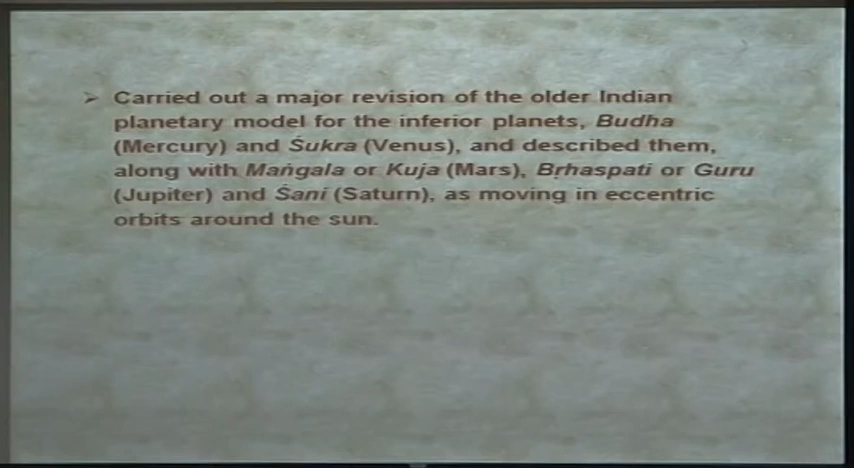 ➢ Carried out a major revision of the older Indian
planetary model for the inferior planets, Budha
(Mercury) and Śukra (Venus), and described them,
along with Maṅgala or Kuja (Mars), Bṛhaspati or Guru
(Jupiter) and Śani (Saturn), as moving in eccentric
orbits around the sun.